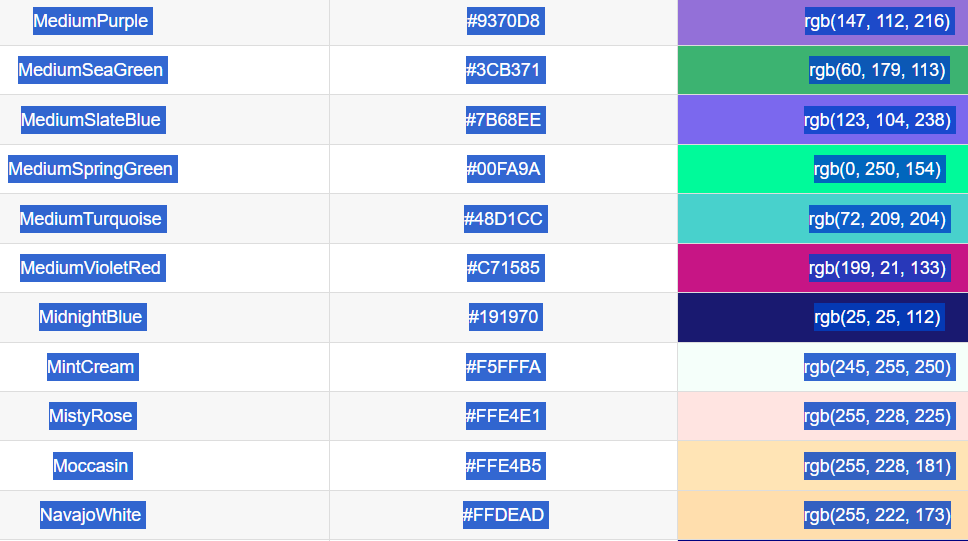 MediumPurple #9370D8 rgb(147, 112, 216)
MediumSeaGreen #3CB371 rgb(60, 179, 113)
MediumSlateBlue #7B68EE rgb(123, 104, 238)
MediumSpringGreen #00FA9A rgb(0, 250, 154)
MediumTurquoise #48D1CC rgb(72, 209, 204)
MediumVioletRed #C71585 rgb(199, 21, 133)
MidnightBlue #191970 rgb(25, 25, 112)
MintCream #F5FFFA rgb(245, 255, 250)
MistyRose #FFE4E1 rgb(255, 228, 225)
Moccasin #FFE4B5 rgb(255, 228, 181)
NavajoWhite #FFDEAD rgb(255, 222, 173)